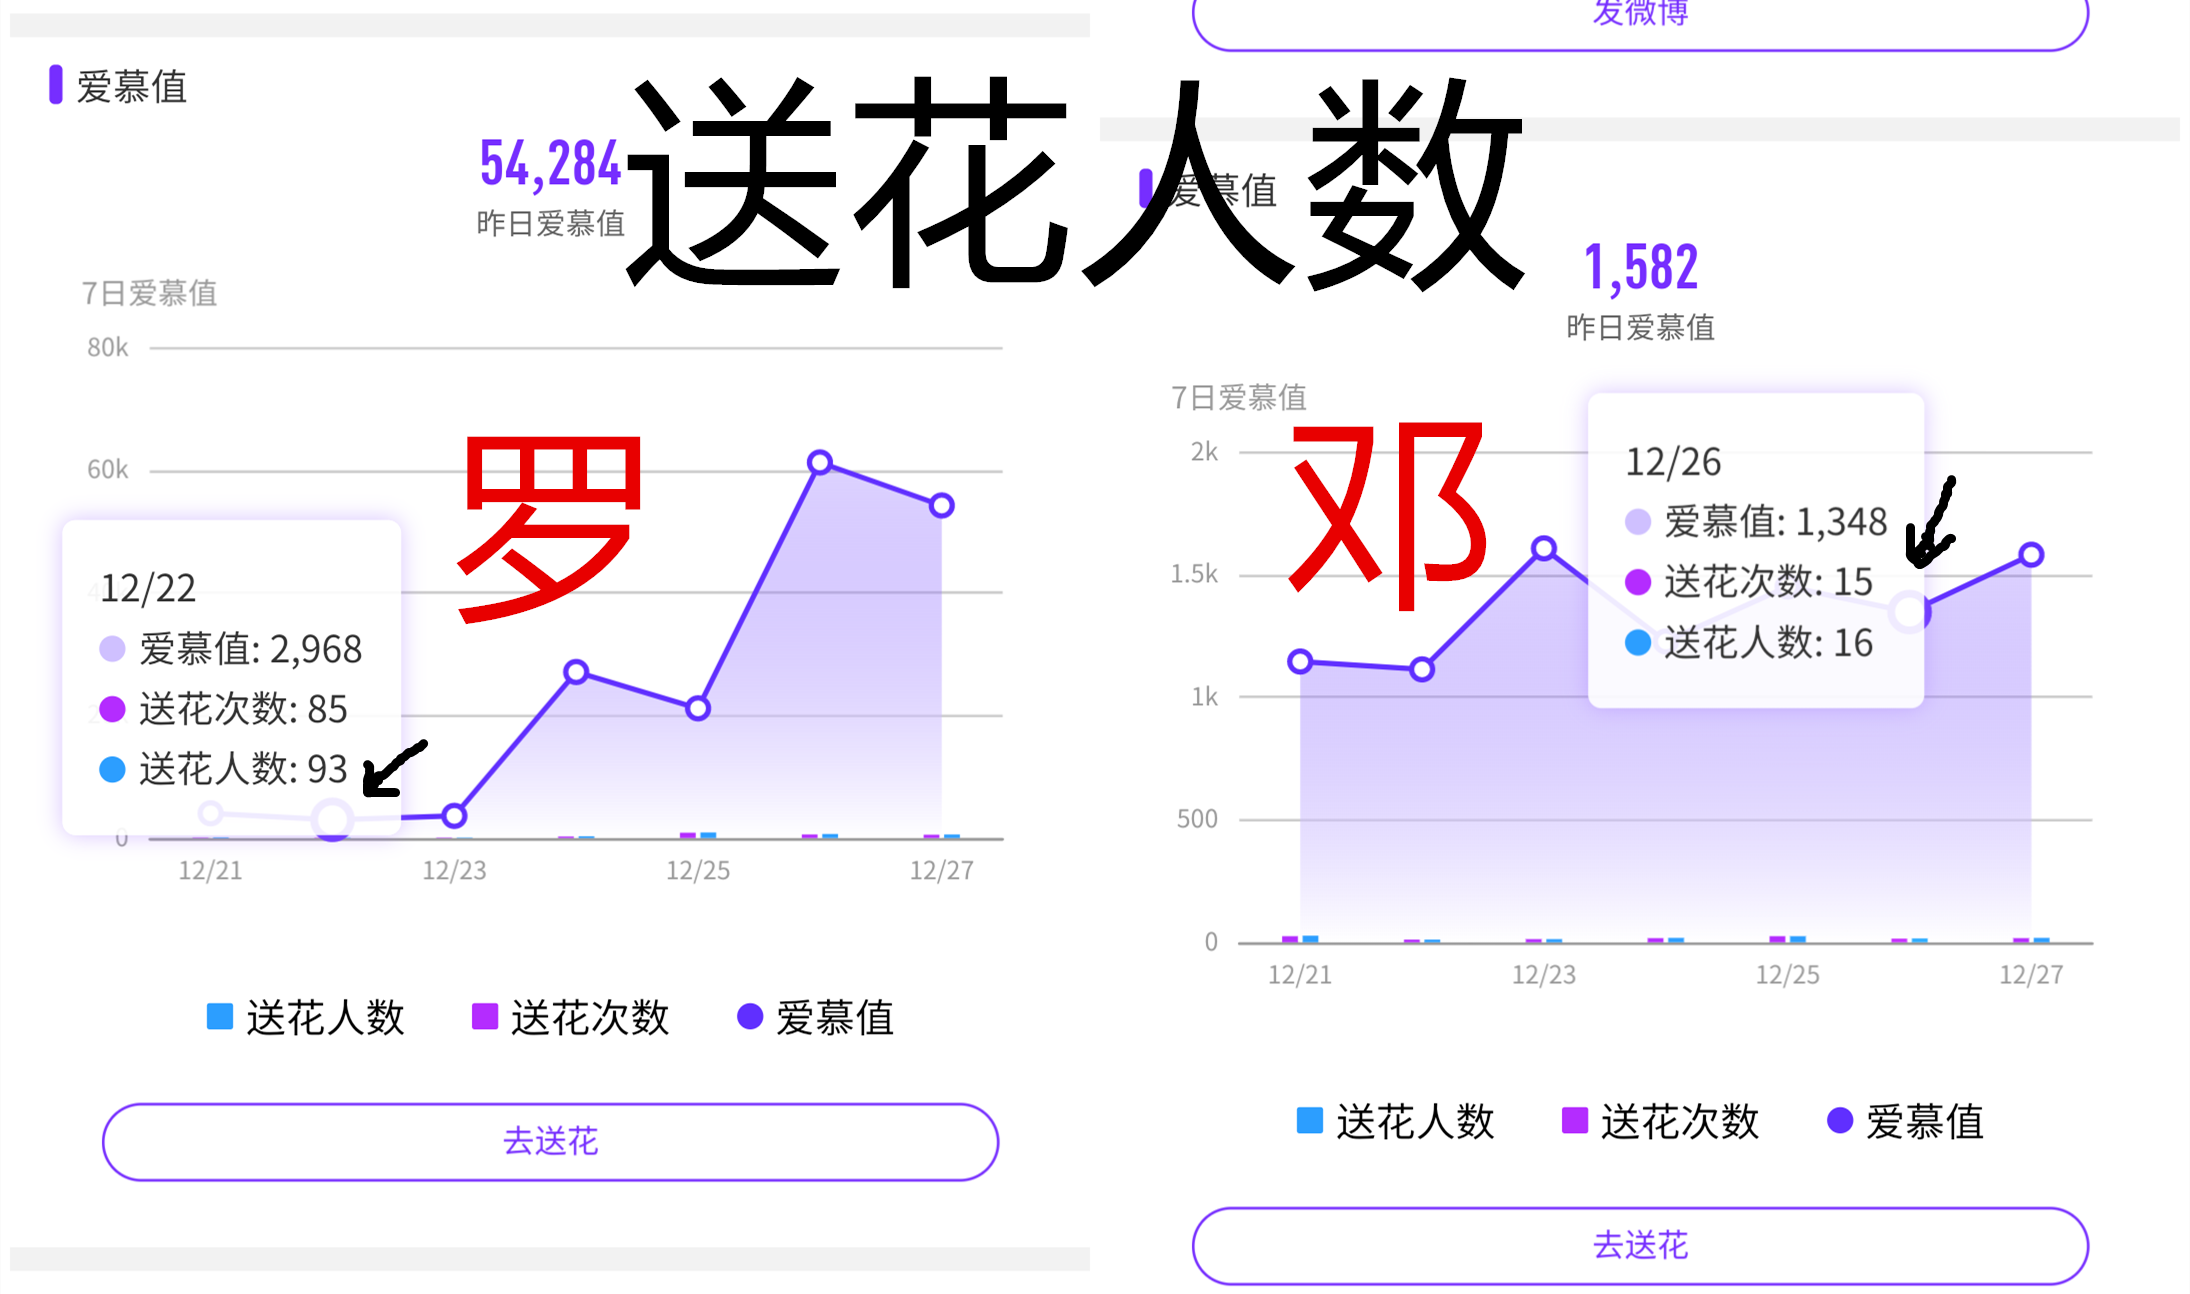 送花人数
爱慕值
54,284
昨日爱慕值
7日爱慕值
80k
60k
罗
12/22
爱慕值: 2,968
送花次数: 85
送花人数: 93
0
12/21
12/23
12/25
12/27
送花人数
送花次数
爱慕值
去送花
发微博
爱慕值
1,582
昨日爱慕值
7日爱慕值
2k
1.5k
1k
500
0
邓
12/26
爱慕值: 1,348
送花次数: 15
送花人数: 16
12/21
12/23
12/25
12/27
送花人数
送花次数
爱慕值
去送花